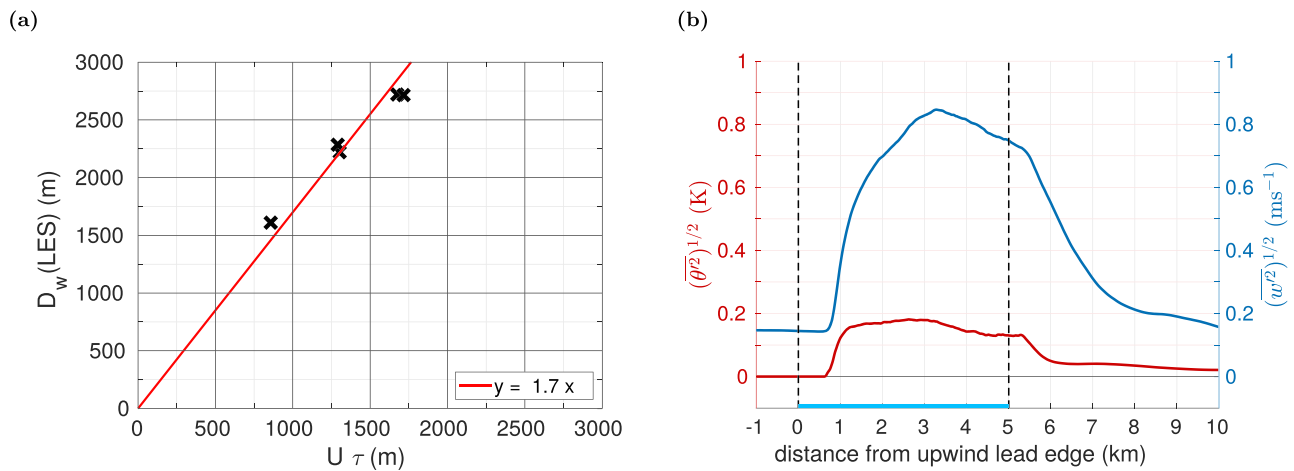 (a)
(b)
3000
2500
2000
1500
1000
500
0
D_w (LES) (m)
y = 1.7 x
0 500 1000 1500 2000 2500 3000
U τ (m)
1
0.8
0.6
0.4
0.2
0
(\overline{θ'^2})^{1/2} (K)
1
0.8
0.6
0.4
0.2
0
(\overline{w'^2})^{1/2} (ms^{−1})
-1 0 1 2 3 4 5 6 7 8 9 10
distance from upwind lead edge (km)